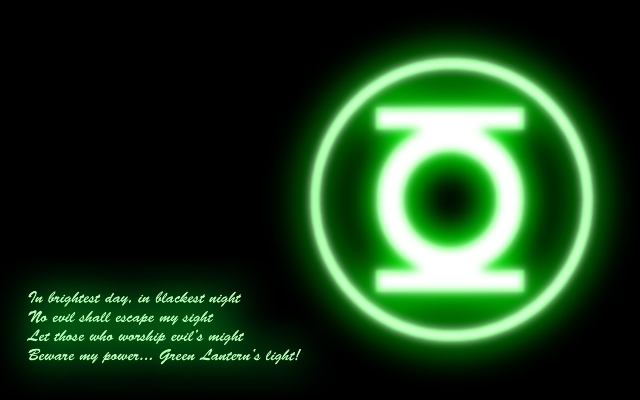 In brightest day, in blackest night
No evil shall escape my sight
Let those who worship evil's might
Beware my power... Green Lantern's light!